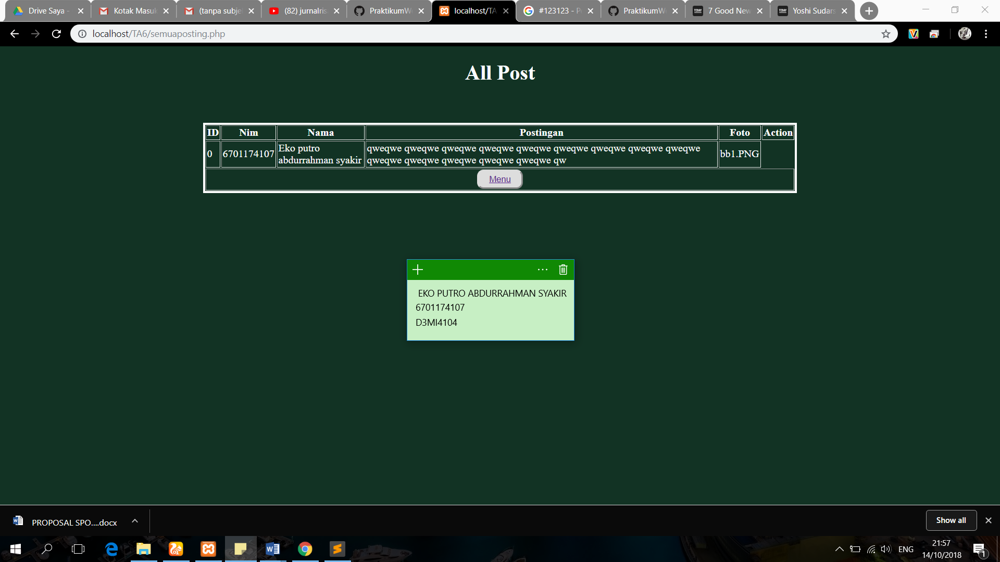 Drive Saya -
Kotak Masuk
(tanpa subje
(82) jurnalris
PraktikumW
localhost/TA
#123123 - P
PraktikumW
7 Good New
Yoshi Sudars
localhost/TA6/semuaposting.php
All Post
ID Nim Nama Postingan Foto Action
0 6701174107 Eko putro abdurrahman syakir qweqwe qweqwe qweqwe qweqwe qweqwe qweqwe qweqwe qweqwe qweqwe qweqwe qweqwe qweqwe qweqwe qweqwe qw bb1.PNG
Menu
EKO PUTRO ABDURRAHMAN SYAKIR
6701174107
D3MI4104
PROPOSAL SPO....docx
Show all
ENG
21:57
14/10/2018
1